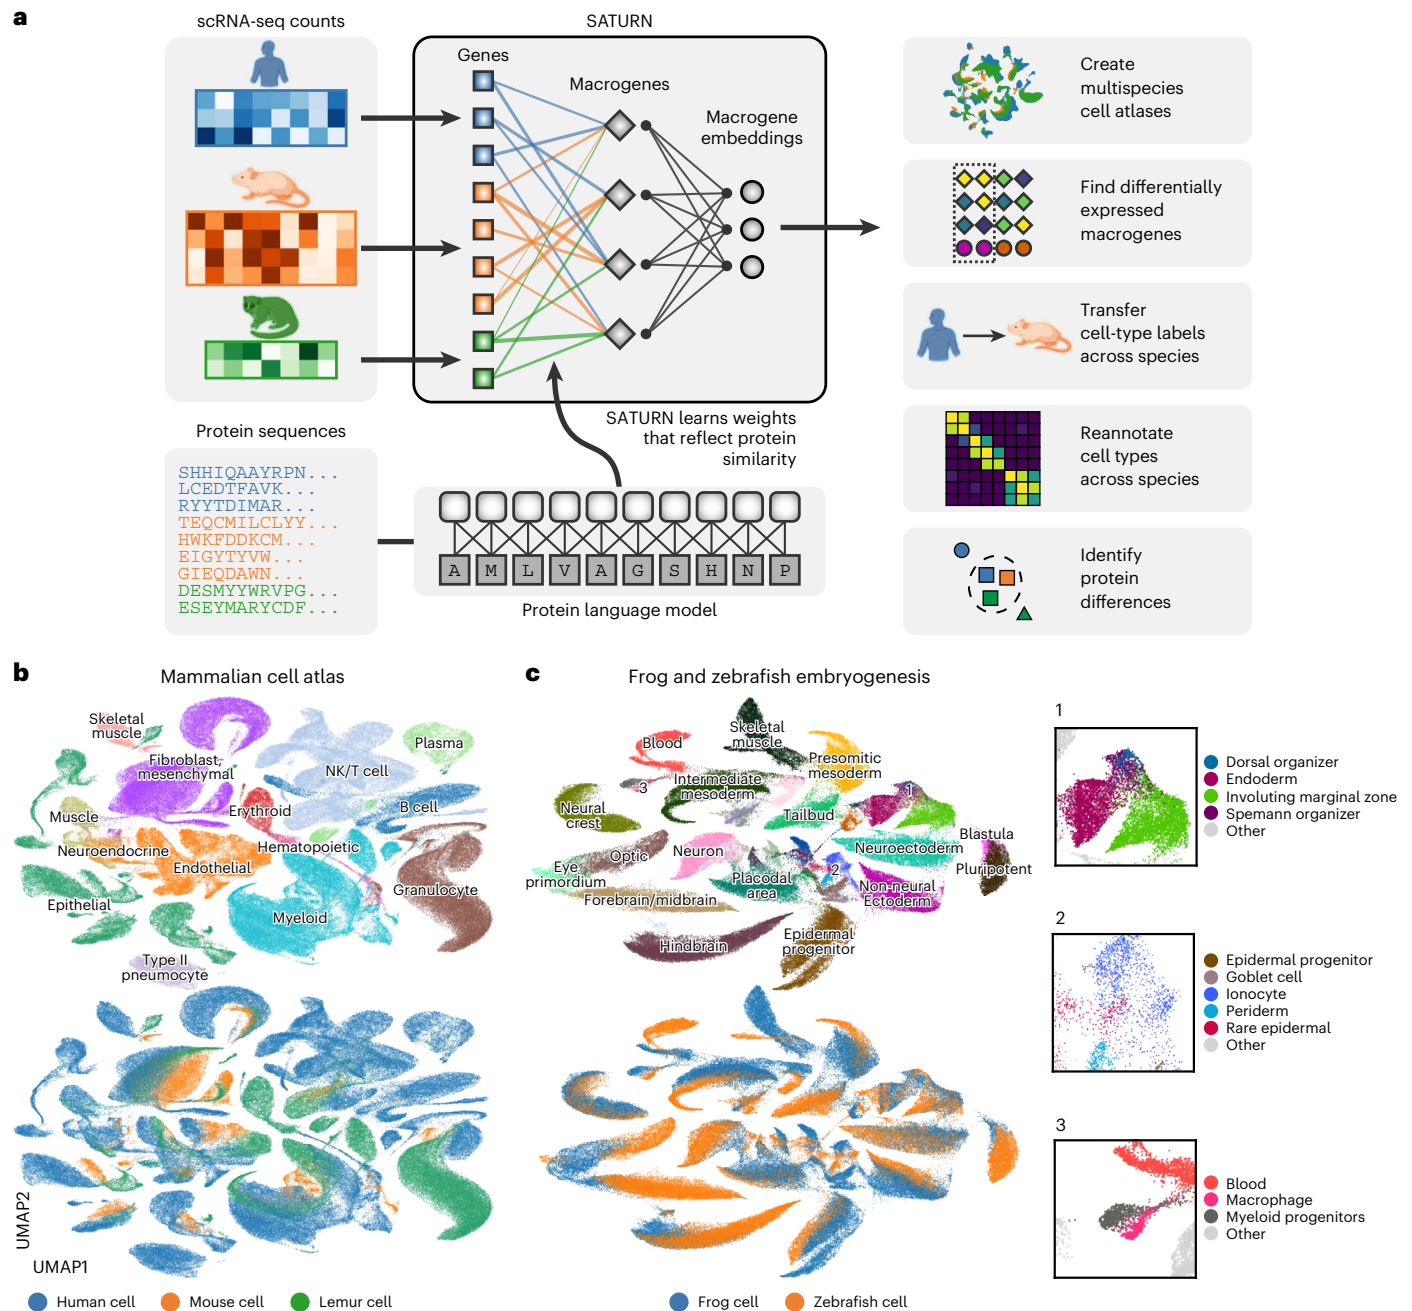 a
scRNA-seq counts
SATURN
Genes
Macrogenes
Macrogene
embeddings
Create
multispecies
cell atlases
Find differentially
expressed
macrogenes
Transfer
cell-type labels
across species
Reannotate
cell types
across species
Identify
protein
differences
SATURN learns weights
that reflect protein
similarity
Protein sequences
SHHIQAAYRPN...
LCEDTFAVK...
RYYTDIMAR...
TEQCMILCLYY...
HWKFDDKCM...
EIGYTYVW...
GIEQDAWN...
DESMYYWRVPG...
ESEYMARYCDF...
A M L V A G S H N P
Protein language model
b
Mammalian cell atlas
Skeletal
muscle
Fibroblast,
mesenchymal
NK/T cell
Plasma
Muscle
Erythroid
B cell
Neuroendocrine
Hematopoietic
Endothelial
Granulocyte
Epithelial
Myeloid
Type II
pneumocyte
UMAP2
UMAP1
Human cell
Mouse cell
Lemur cell
c
Frog and zebrafish embryogenesis
Blood
Skeletal
muscle
Presomitic
mesoderm
3
Intermediate
mesoderm
1
Neural
crest
Tailbud
Blastula
Optic
Neuron
Neuroectoderm
Eye
primordium
Pluripotent
Placodal
area
2
Non-neural
Ectoderm
Forebrain/midbrain
Hindbrain
Epidermal
progenitor
Frog cell
Zebrafish cell
1
Dorsal organizer
Endoderm
Involuting marginal zone
Spemann organizer
Other
2
Epidermal progenitor
Goblet cell
Ionocyte
Periderm
Rare epidermal
Other
3
Blood
Macrophage
Myeloid progenitors
Other